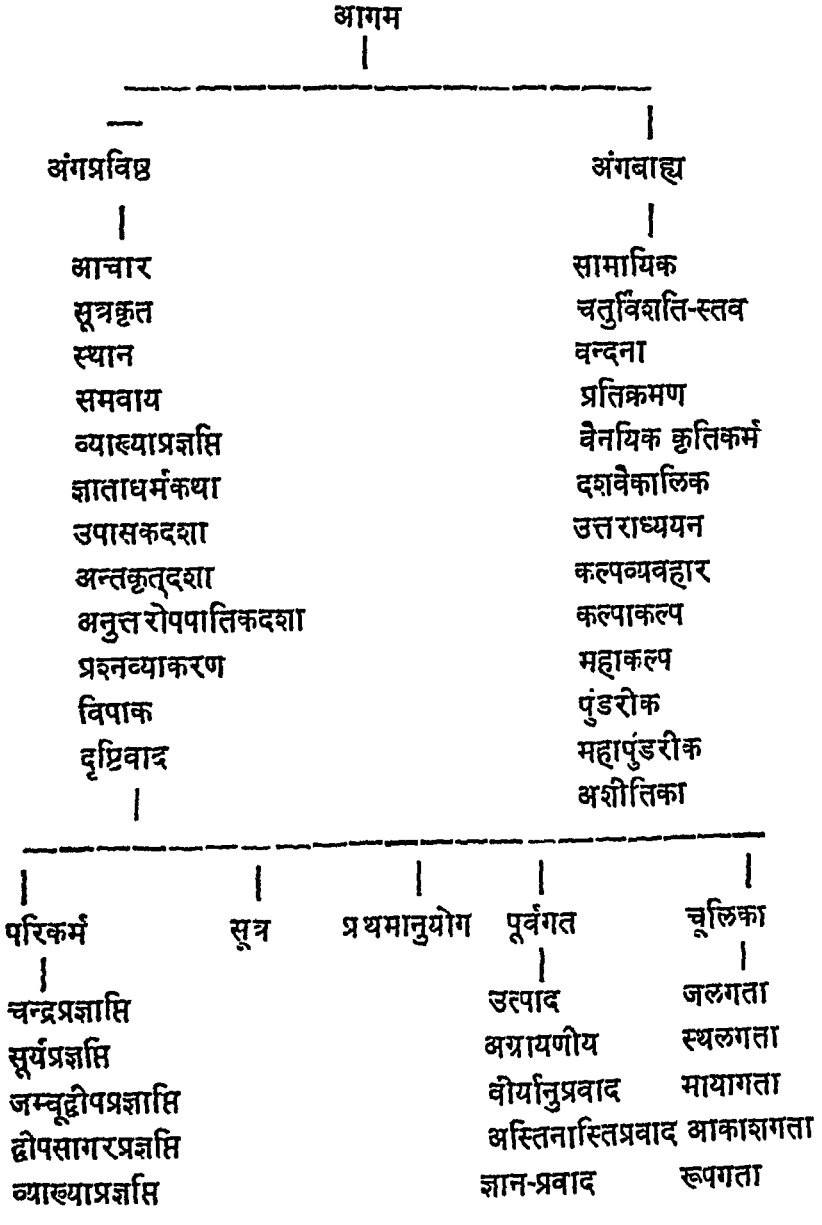 आगम
अंगप्रविष्ठ
आचार
सूत्रकृत
स्थान
समवाय
व्याख्याप्रज्ञप्ति
ज्ञाताधर्मकथा
उपासकदशा
अन्तकृत्दशा
अनुत्तरोपपातिकदशा
प्रश्नव्याकरण
विपाक
दृष्टिवाद
अंगबाह्य
सामायिक
चतुर्विंशति-स्तव
वन्दना
प्रतिक्रमण
वैनयिक कृतिकर्म
दशवैकालिक
उत्तराध्ययन
कल्पव्यवहार
कल्पाकल्प
महाकल्प
पुंडरीक
महापुंडरीक
अशीतिका
परिकर्म
चन्द्रप्रज्ञाप्ति
सूर्यप्रज्ञप्ति
जम्बूद्वीपप्रज्ञाप्ति
द्वीपसागरप्रज्ञप्ति
व्याख्याप्रर्ज्ञाप्ति
सूत्र
प्रथमानुयोग
पूर्वगत
उत्पाद
अग्रायणीय
वीर्यानुप्रवाद
अस्तिनास्तिप्रवाद
ज्ञान-प्रवाद
चूलिका
जलगता
स्थलगता
मायागता
आकाशगता
रूपगता